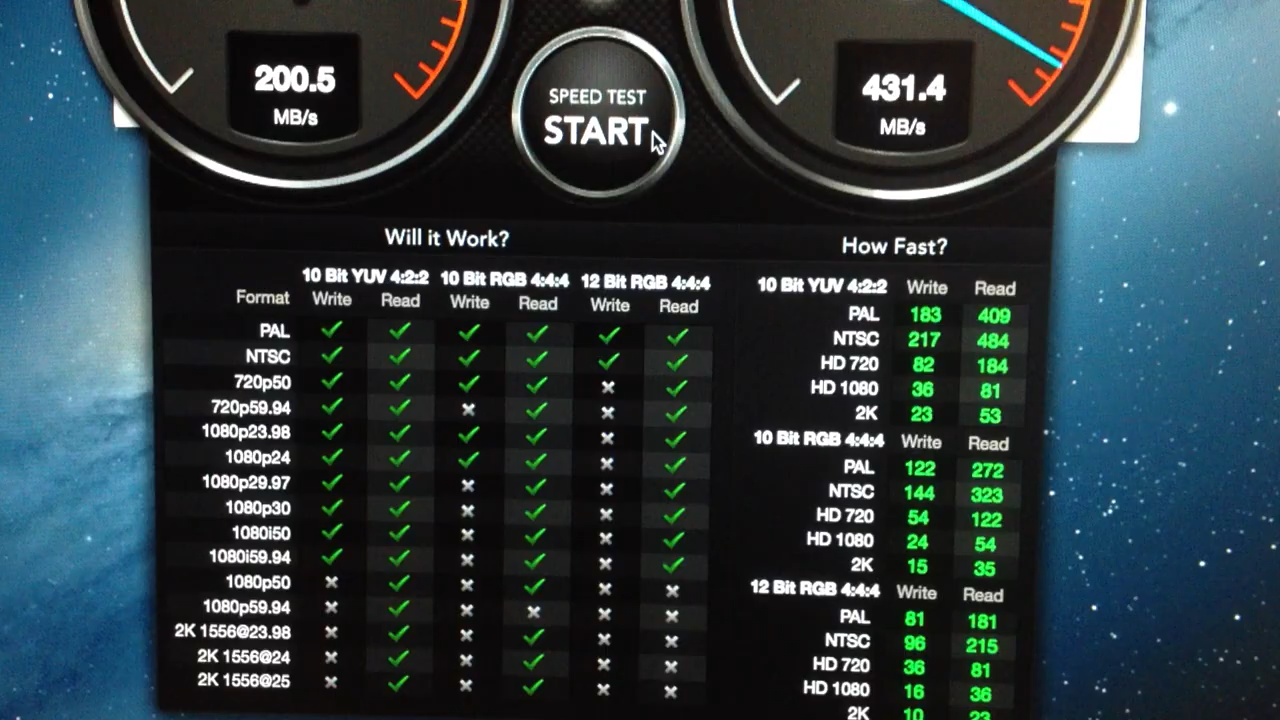 200.5
MB/s
SPEED TEST
START
431.4
MB/s
Will it Work?
10 Bit YUV 4:2:2 10 Bit RGB 4:4:4 12 Bit RGB 4:4:4
Format Write Read Write Read Write Read
PAL ✓ ✓ ✓ ✓ ✓ ✓
NTSC ✓ ✓ ✓ ✓ ✓ ✓
720p50 ✓ ✓ ✓ ✓ ✗ ✓
720p59.94 ✓ ✓ ✗ ✓ ✗ ✓
1080p23.98 ✓ ✓ ✓ ✓ ✗ ✓
1080p24 ✓ ✓ ✓ ✓ ✗ ✓
1080p29.97 ✓ ✓ ✗ ✓ ✗ ✓
1080p30 ✓ ✓ ✗ ✓ ✗ ✓
1080i50 ✓ ✓ ✗ ✓ ✗ ✓
1080i59.94 ✓ ✓ ✗ ✓ ✗ ✓
1080p50 ✗ ✓ ✗ ✓ ✗ ✗
1080p59.94 ✗ ✓ ✗ ✗ ✗ ✗
2K 1556@23.98 ✗ ✓ ✗ ✓ ✗ ✗
2K 1556@24 ✗ ✓ ✗ ✓ ✗ ✗
2K 1556@25 ✗ ✓ ✗ ✓ ✗ ✗
How Fast?
10 Bit YUV 4:2:2 Write Read
PAL 183 409
NTSC 217 484
HD 720 82 184
HD 1080 36 81
2K 23 53
10 Bit RGB 4:4:4 Write Read
PAL 122 272
NTSC 144 323
HD 720 54 122
HD 1080 24 54
2K 15 35
12 Bit RGB 4:4:4 Write Read
PAL 81 181
NTSC 96 215
HD 720 36 81
HD 1080 16 36
2K 10 23